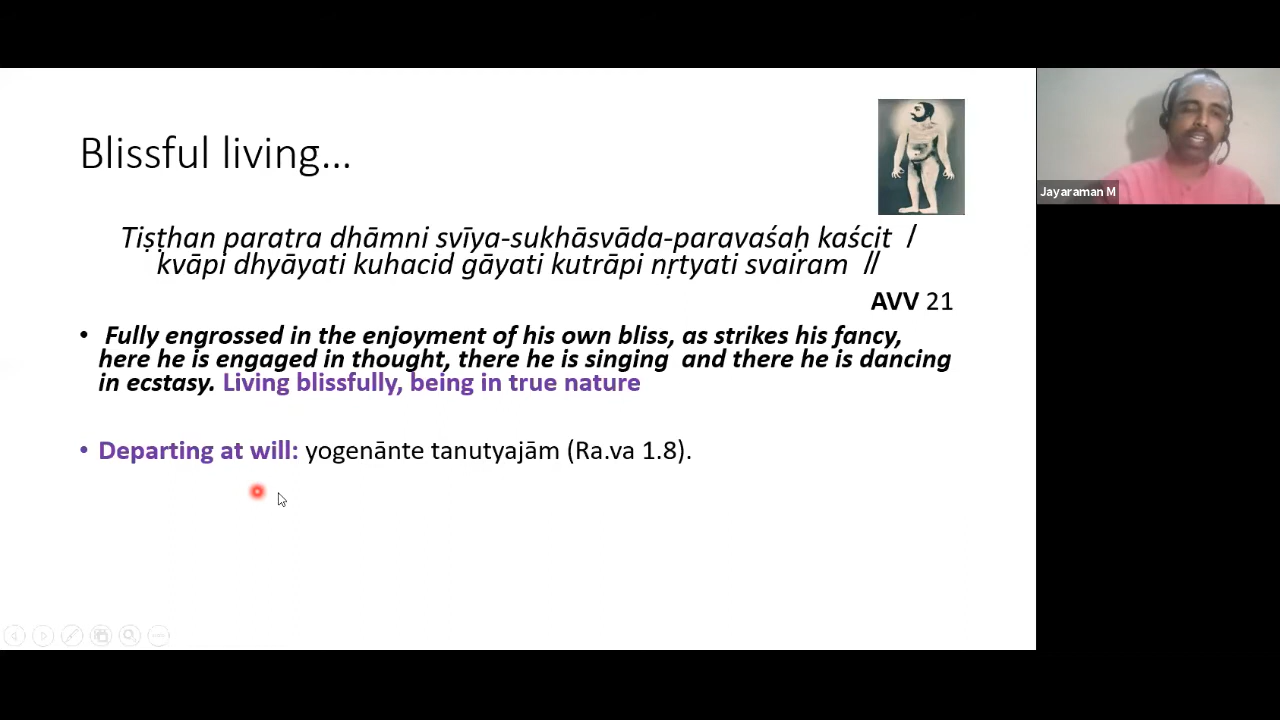 Blissful living...
Tiṣṭhan paratra dhāmni svīya-sukhāsvāda-paravaśaḥ kaścit /
kvāpi dhyāyati kuhacid gāyati kutrāpi nṛtyati svairam //
AVV 21
• Fully engrossed in the enjoyment of his own bliss, as strikes his fancy,
here he is engaged in thought, there he is singing and there he is dancing
in ecstasy. Living blissfully, being in true nature
• Departing at will: yogenānte tanutyajām (Ra.va 1.8).
Jayaraman M